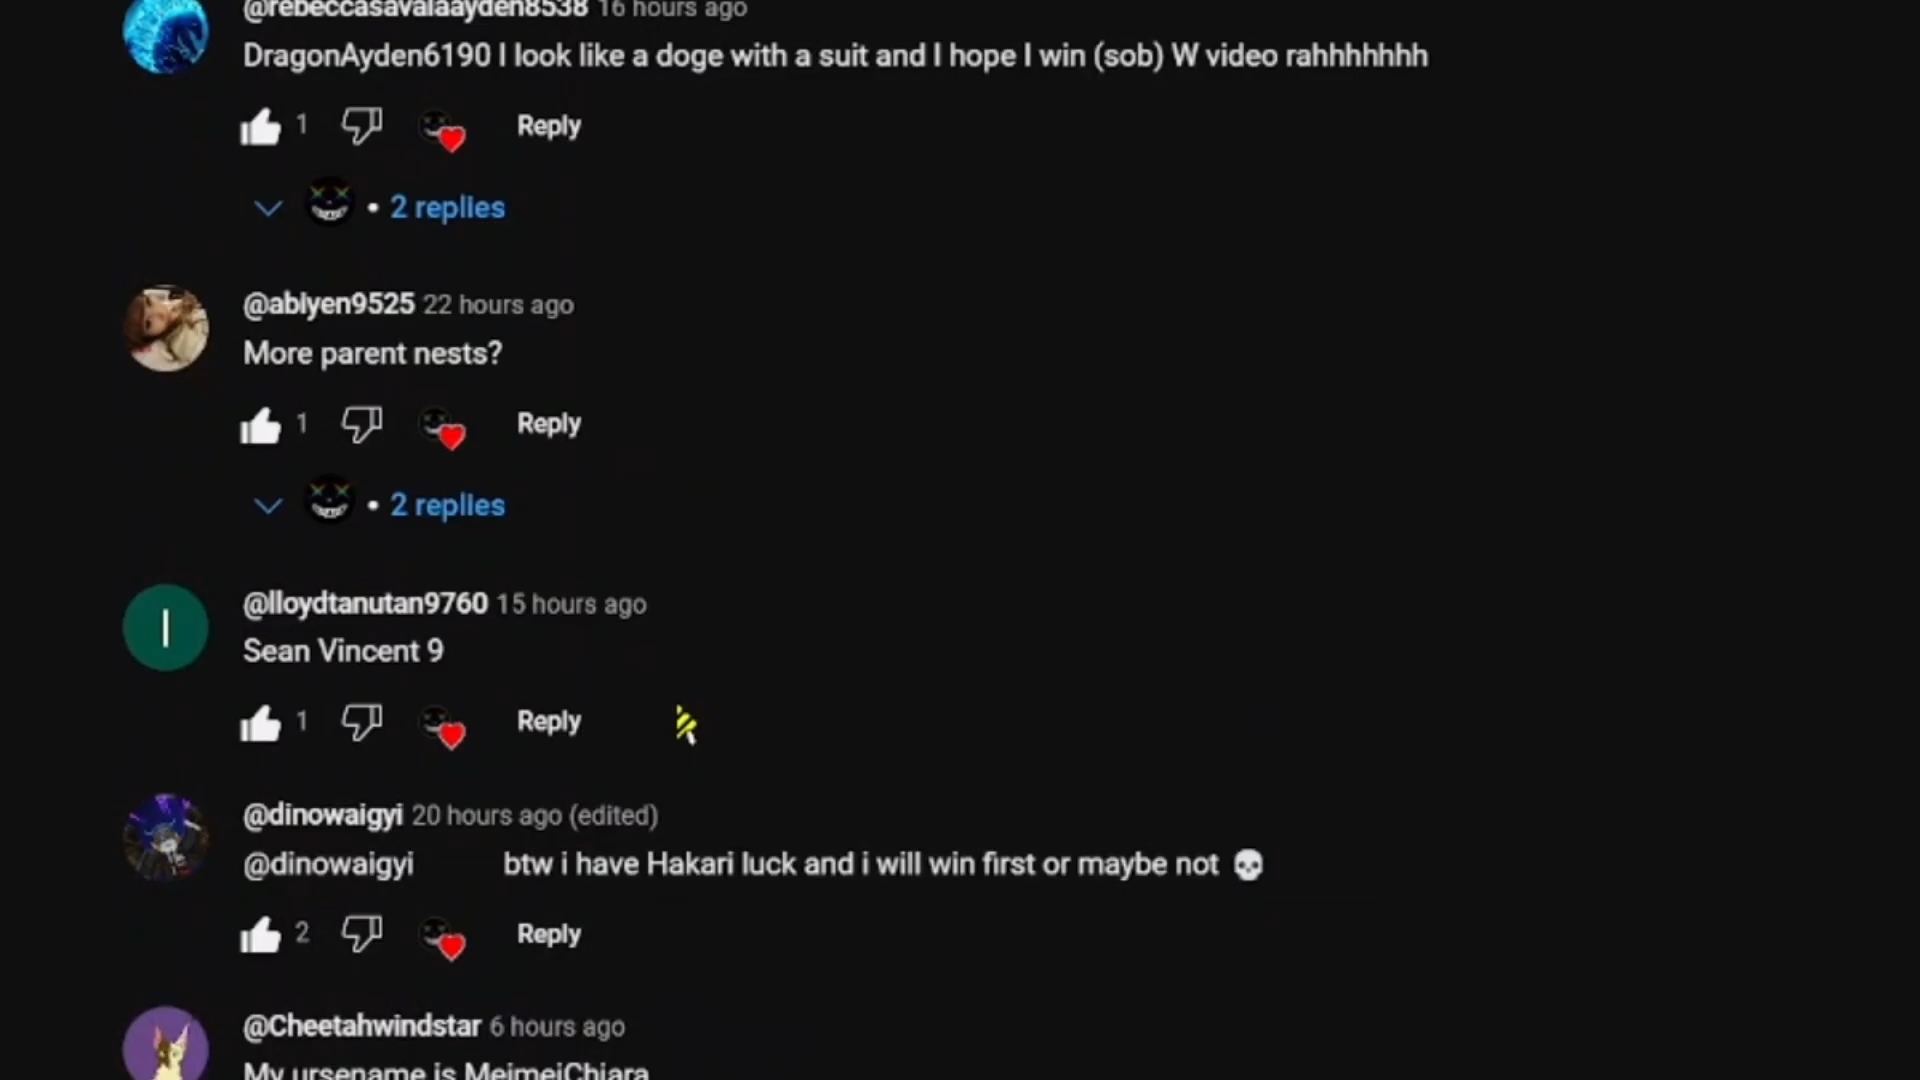 @rebeccasavalaayden8538 16 hours ago
DragonAyden6190 I look like a doge with a suit and I hope I win (sob) W video rahhhhhhh
1 Reply
• 2 replies
@ablyen9525 22 hours ago
More parent nests?
1 Reply
• 2 replies
l
@lloydtanutan9760 15 hours ago
Sean Vincent 9
1 Reply
@dinowaigyi 20 hours ago (edited)
@dinowaigyi btw i have Hakari luck and i will win first or maybe not 💀
2 Reply
@Cheetahwindstar 6 hours ago
My ursename is MeimeiChiara